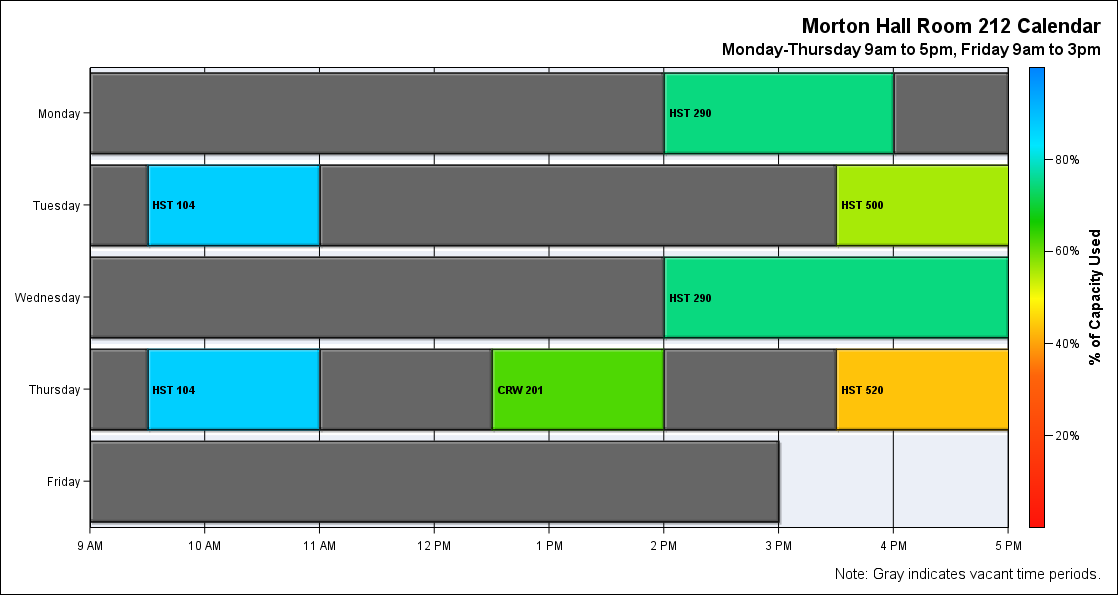 Morton Hall Room 212 Calendar
Monday-Thursday 9am to 5pm, Friday 9am to 3pm
Monday
HST 290
80%
Tuesday
HST 104
HST 500
60%
% of Capacity Used
Wednesday
HST 290
40%
Thursday
HST 104
CRW 201
HST 520
20%
Friday
9 AM 10 AM 11 AM 12 PM 1 PM 2 PM 3 PM 4 PM 5 PM
Note: Gray indicates vacant time periods.